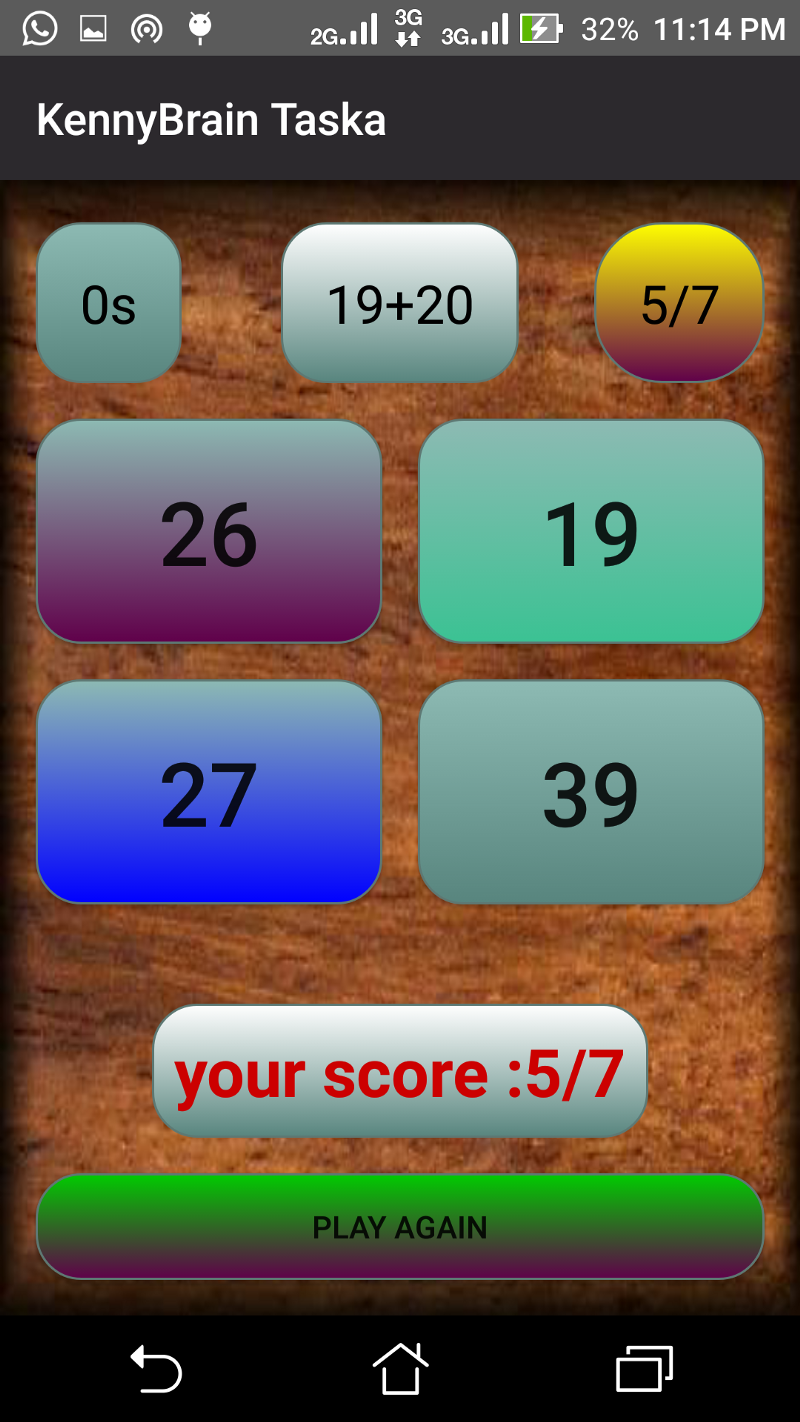 2G 3G 3G 32% 11:14 PM
KennyBrain Taska
0s 19+20 5/7
26 19
27 39
your score :5/7
PLAY AGAIN